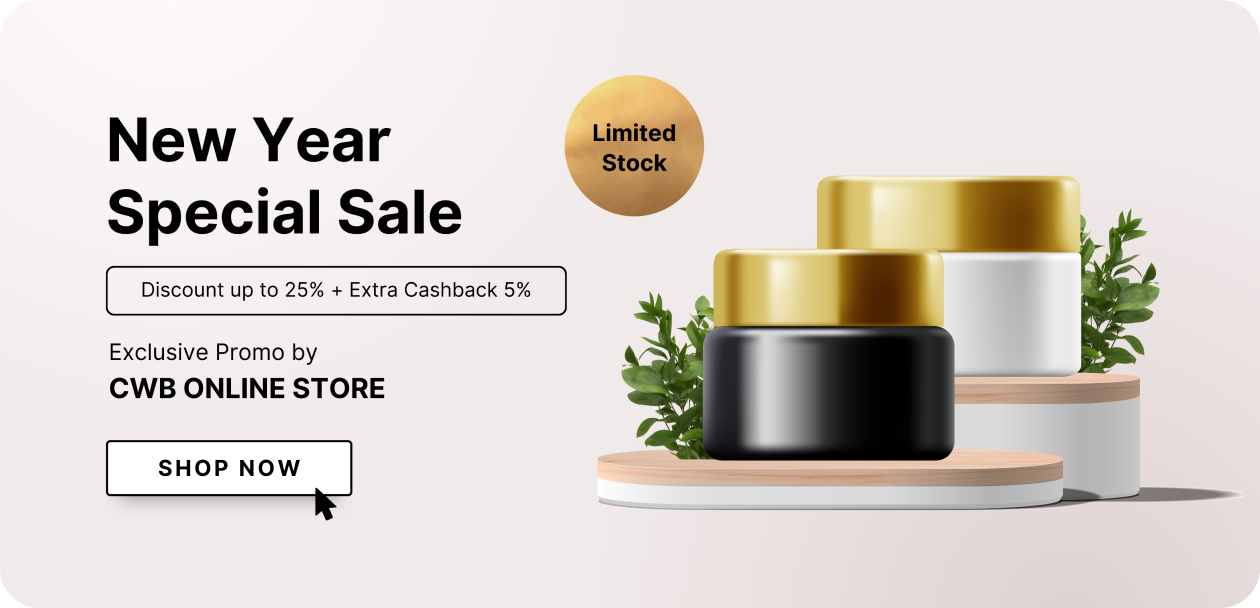 New Year
Special Sale
Discount up to 25% + Extra Cashback 5%
Exclusive Promo by
CWB ONLINE STORE
SHOP NOW
Limited
Stock